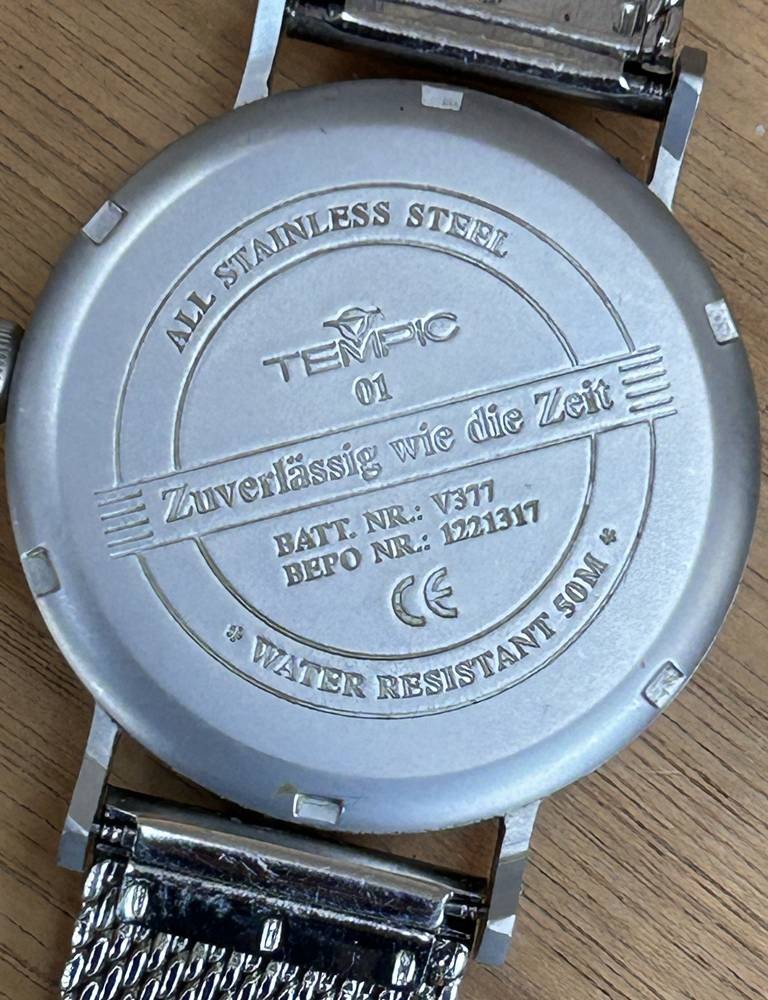 ALL STAINLESS STEEL
TEMPIC
01
Zuverlässig wie die Zeit
BATT. NR.: V377
BEPO NR.: 1221317
CE
* WATER RESISTANT 50M *